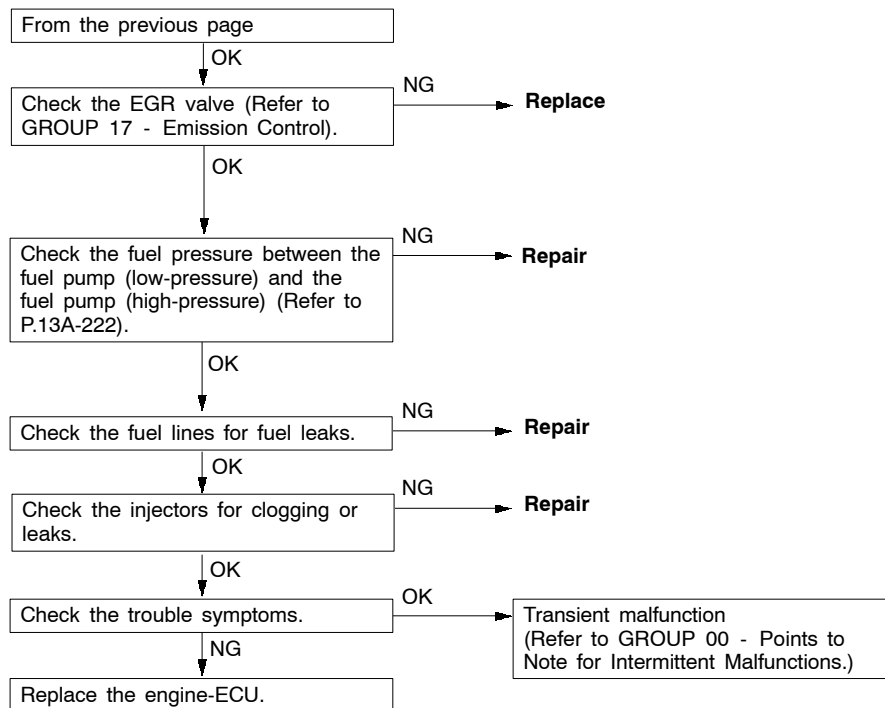 From the previous page
OK
Check the EGR valve (Refer to
GROUP 17 - Emission Control).
NG
Replace
OK
Check the fuel pressure between the
fuel pump (low-pressure) and the
fuel pump (high-pressure) (Refer to
P.13A-222).
NG
Repair
OK
Check the fuel lines for fuel leaks.
NG
Repair
OK
Check the injectors for clogging or
leaks.
NG
Repair
OK
Check the trouble symptoms.
OK
Transient malfunction
(Refer to GROUP 00 - Points to
Note for Intermittent Malfunctions.)
NG
Replace the engine-ECU.